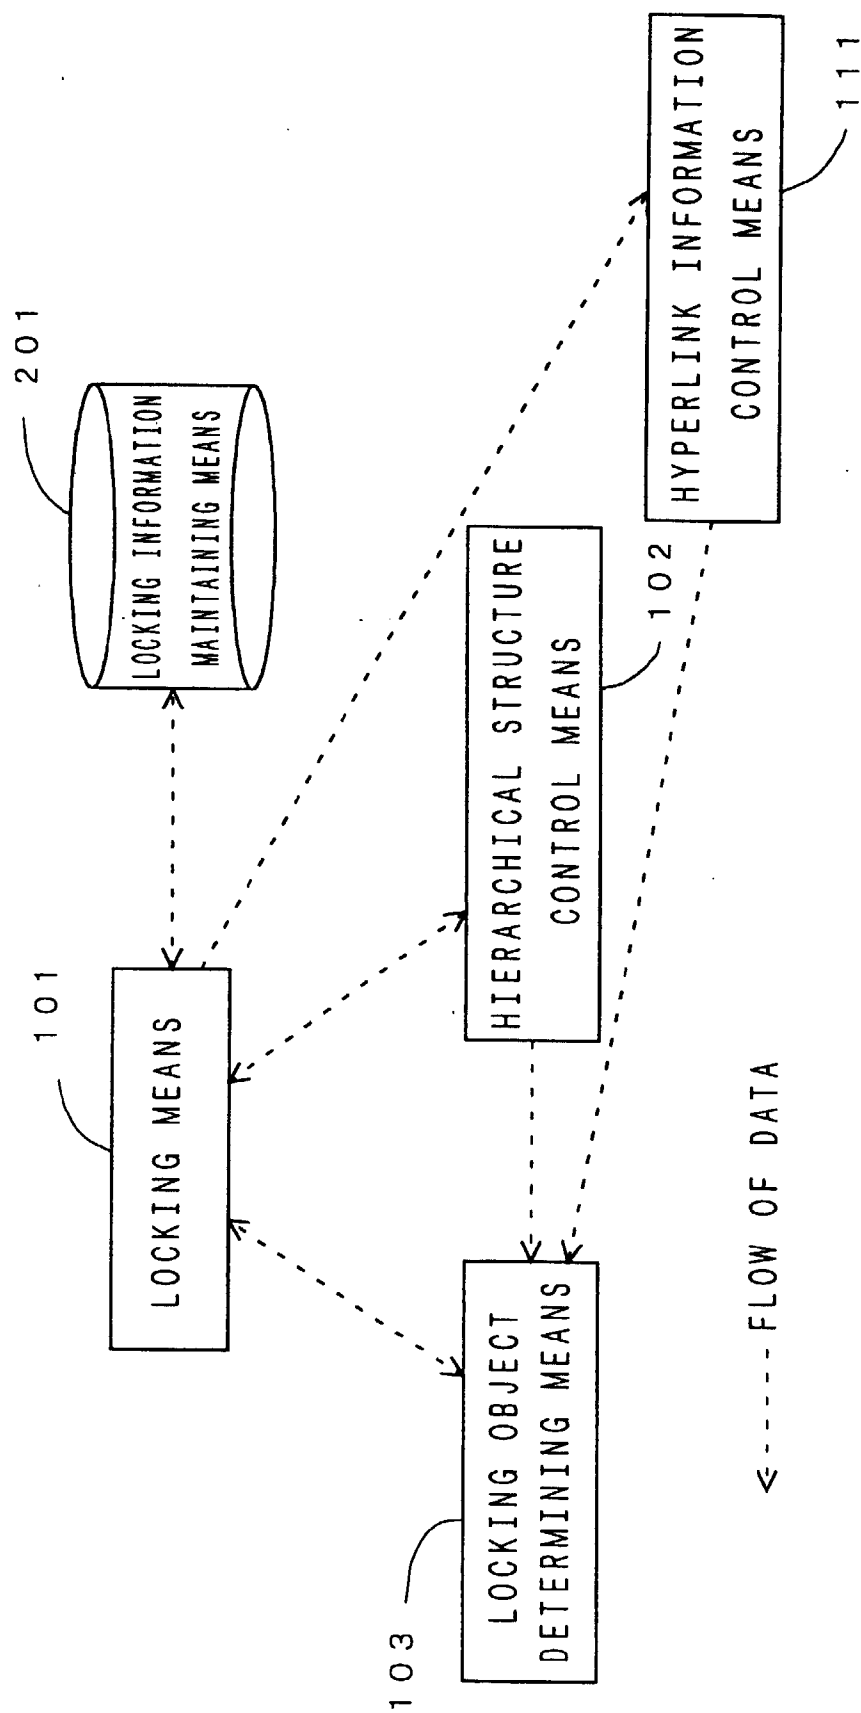 201
LOCKING INFORMATION
MAINTAINING MEANS
101
LOCKING MEANS
HYPERLINK INFORMATION
CONTROL MEANS
111
HIERARCHICAL STRUCTURE
CONTROL MEANS
102
103
LOCKING OBJECT
DETERMINING MEANS
FLOW OF DATA